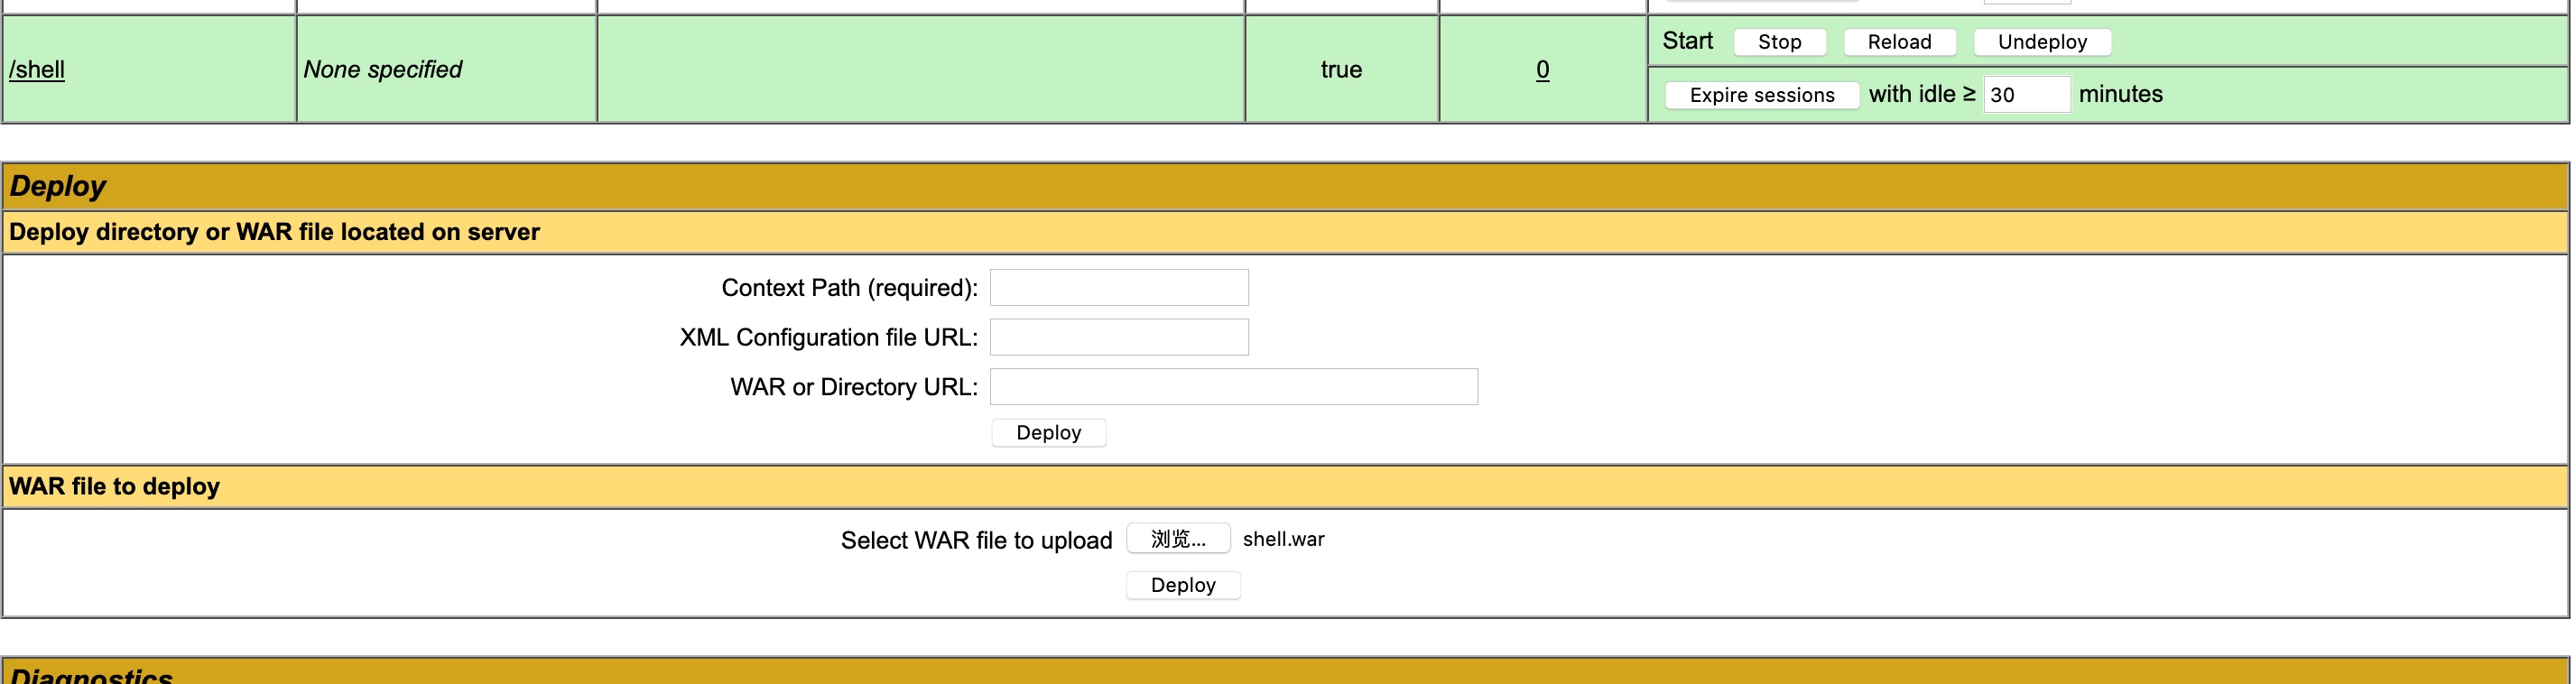 Start Stop Reload Undeploy
/shell None specified true 0
Expire sessions with idle ≥ 30 minutes
Deploy
Deploy directory or WAR file located on server
Context Path (required):
XML Configuration file URL:
WAR or Directory URL:
Deploy
WAR file to deploy
Select WAR file to upload 浏览... shell.war
Deploy
Diagnostics